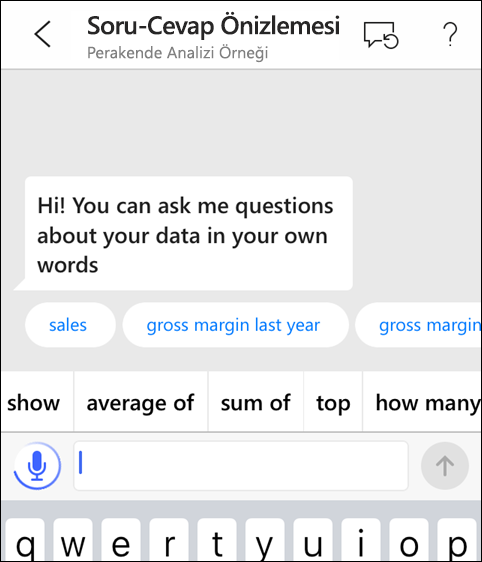 Soru-Cevap Önizlemesi
Perakende Analizi Örneği
?
Hi! You can ask me questions
about your data in your own
words
sales gross margin last year gross margin
show average of sum of top how many
q w e r t y u i o p